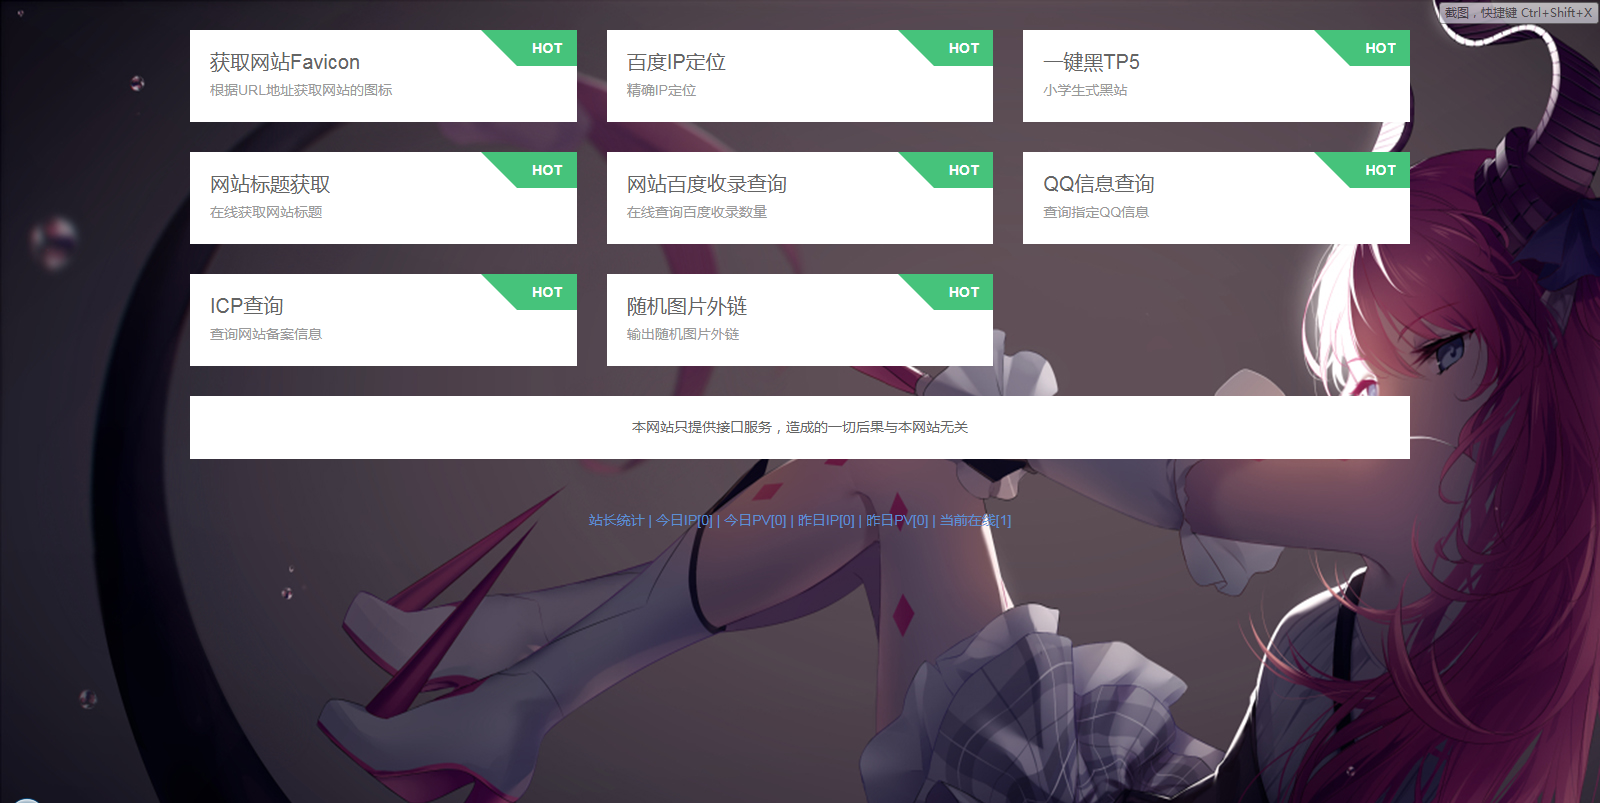 截图，快捷键 Ctrl+Shift+X
获取网站Favicon
HOT
根据URL地址获取网站的图标
百度IP定位
HOT
精确IP定位
一键黑TP5
HOT
小学生式黑站
网站标题获取
HOT
在线获取网站标题
网站百度收录查询
HOT
在线查询百度收录数量
QQ信息查询
HOT
查询指定QQ信息
ICP查询
HOT
查询网站备案信息
随机图片外链
HOT
输出随机图片外链
本网站只提供接口服务，造成的一切后果与本网站无关
站长统计 | 今日IP[0] | 今日PV[0] | 昨日IP[0] | 昨日PV[0] | 当前在线[1]